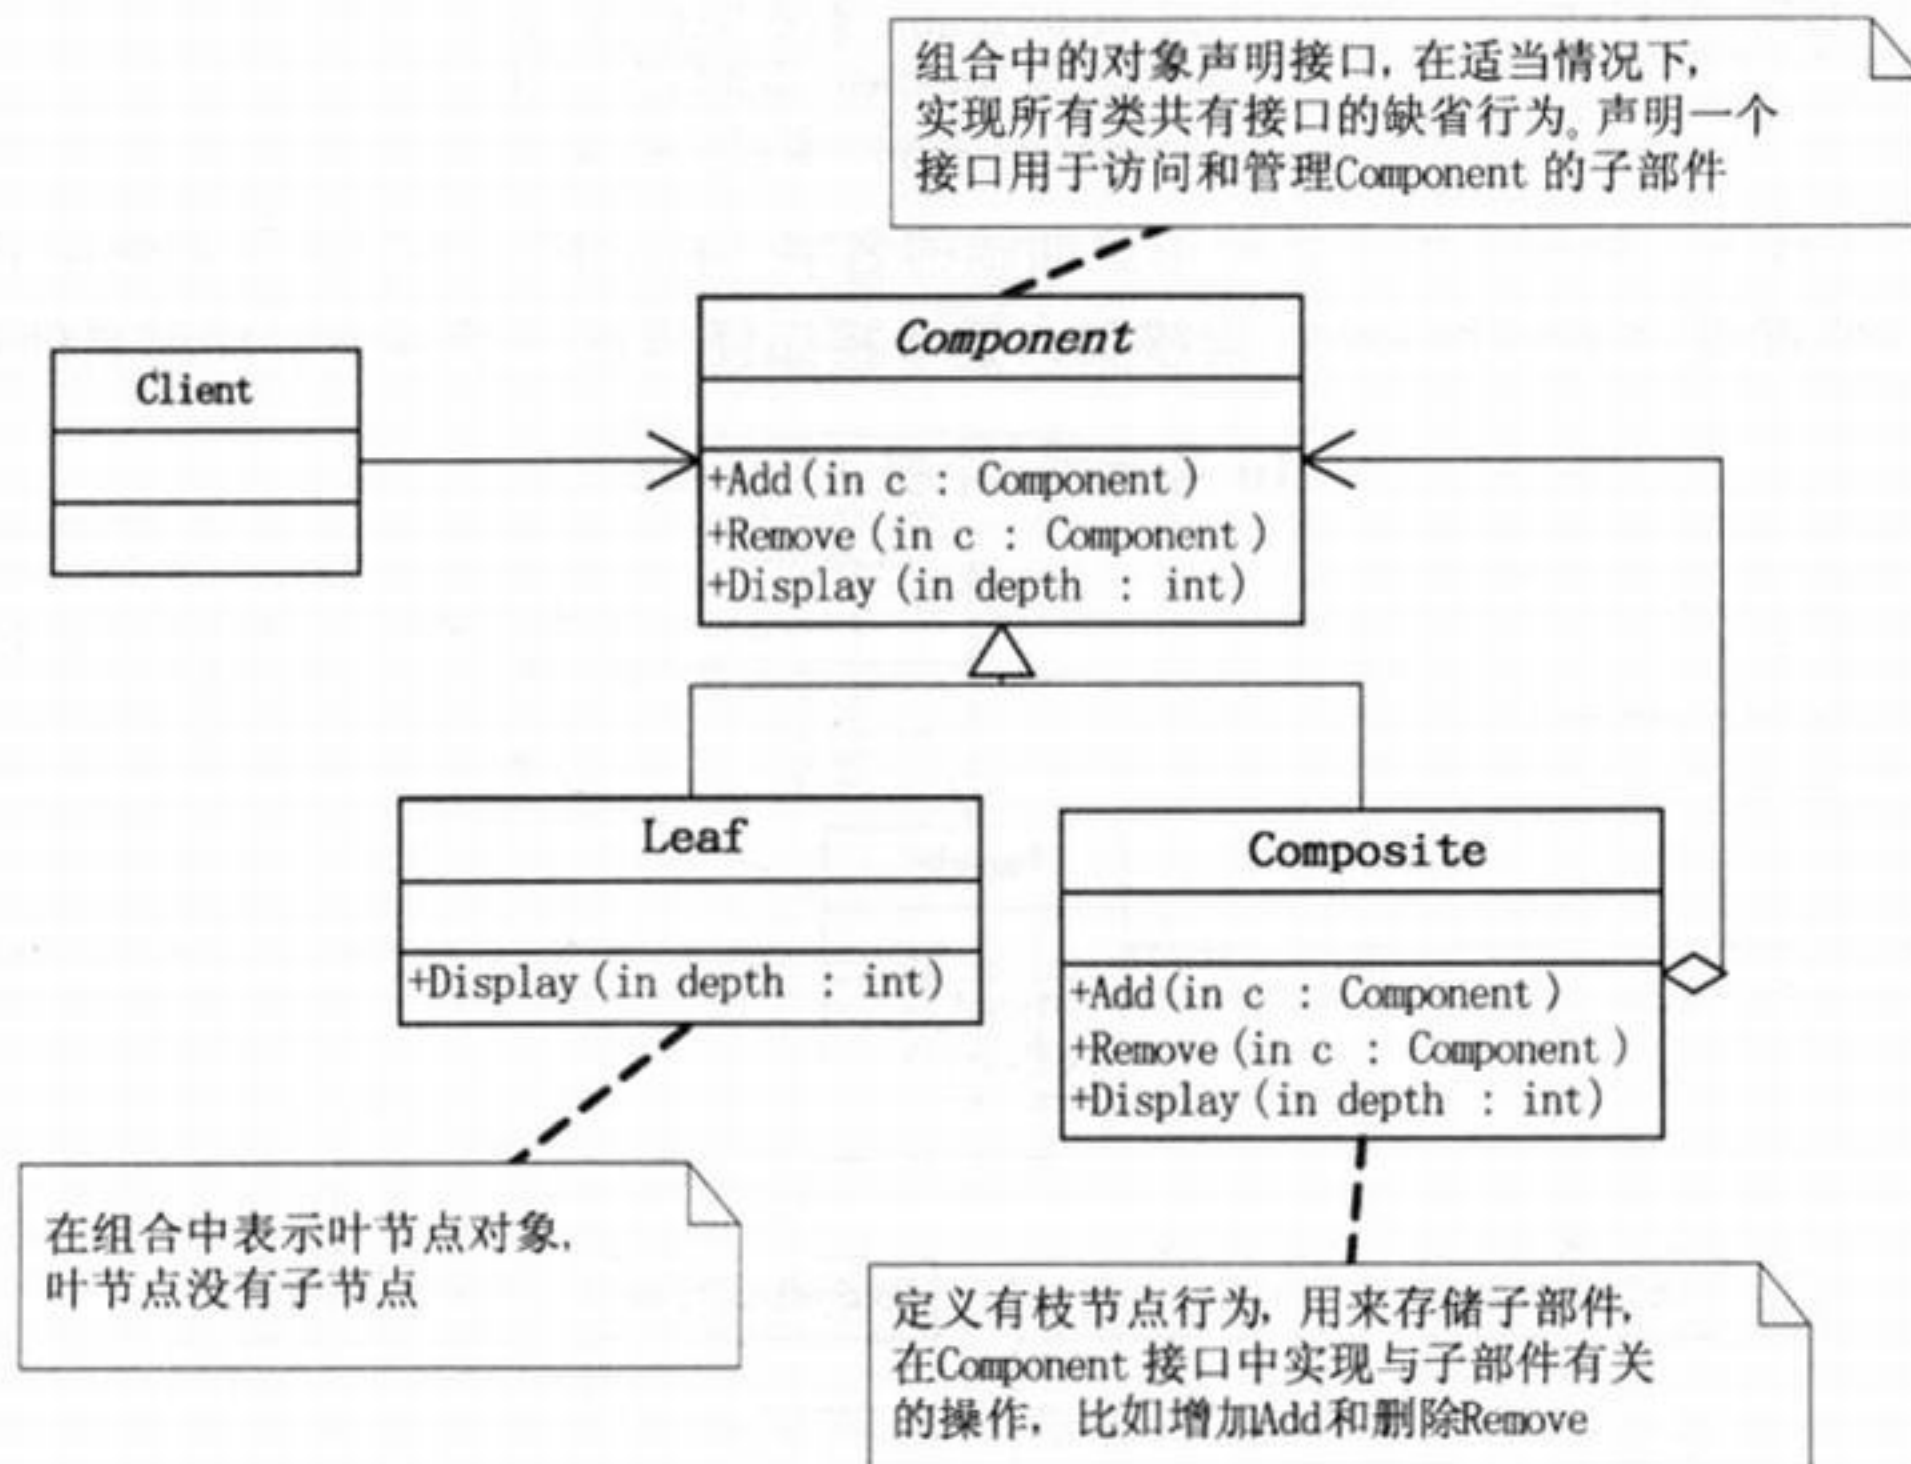 组合中的对象声明接口，在适当情况下，
实现所有类共有接口的缺省行为。声明一个
接口用于访问和管理Component 的子部件
Component
+Add(in c : Component)
+Remove(in c : Component)
+Display(in depth : int)
Client
Leaf
+Display(in depth : int)
Composite
+Add(in c : Component)
+Remove(in c : Component)
+Display(in depth : int)
在组合中表示叶节点对象，
叶节点没有子节点
定义有枝节点行为，用来存储子部件，
在Component 接口中实现与子部件有关
的操作，比如增加Add和删除Remove